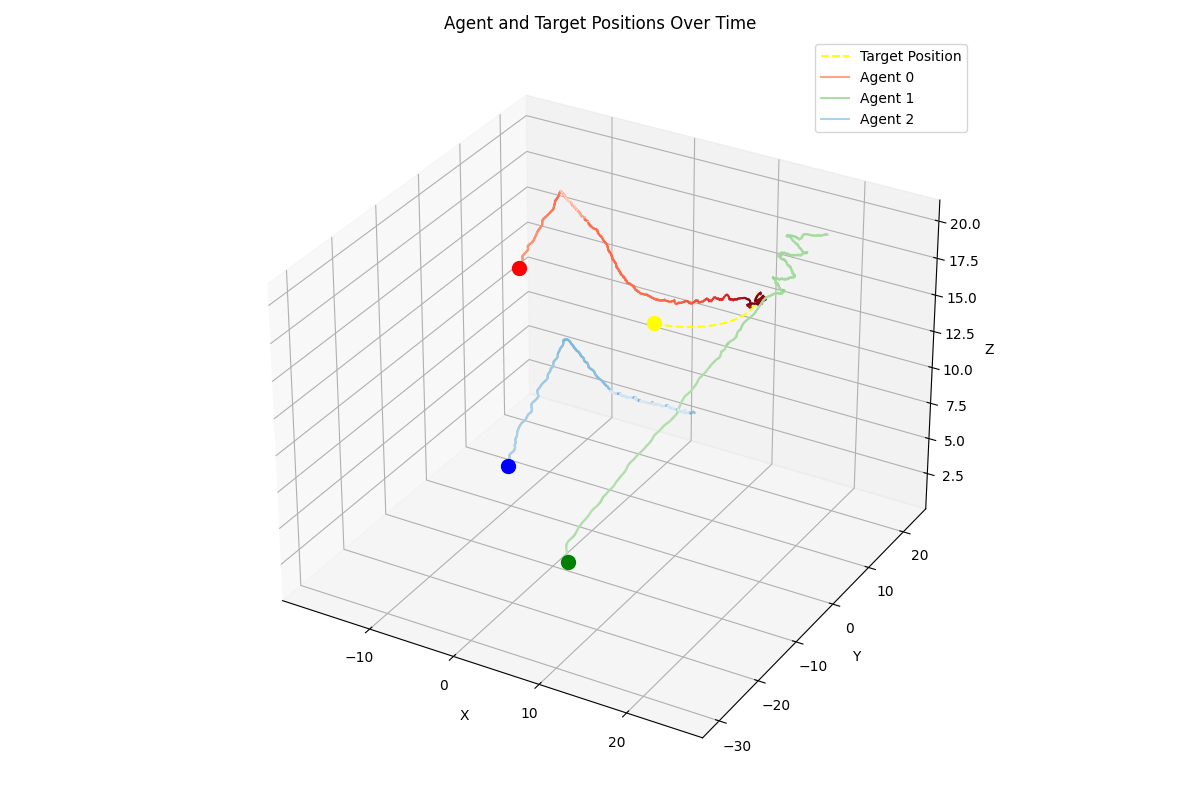 Agent and Target Positions Over Time
Target Position
Agent 0
Agent 1
Agent 2
20.0
17.5
15.0
12.5
10.0
7.5
5.0
2.5
Z
20
10
0
−10
−20
−30
Y
−10
0
10
20
X